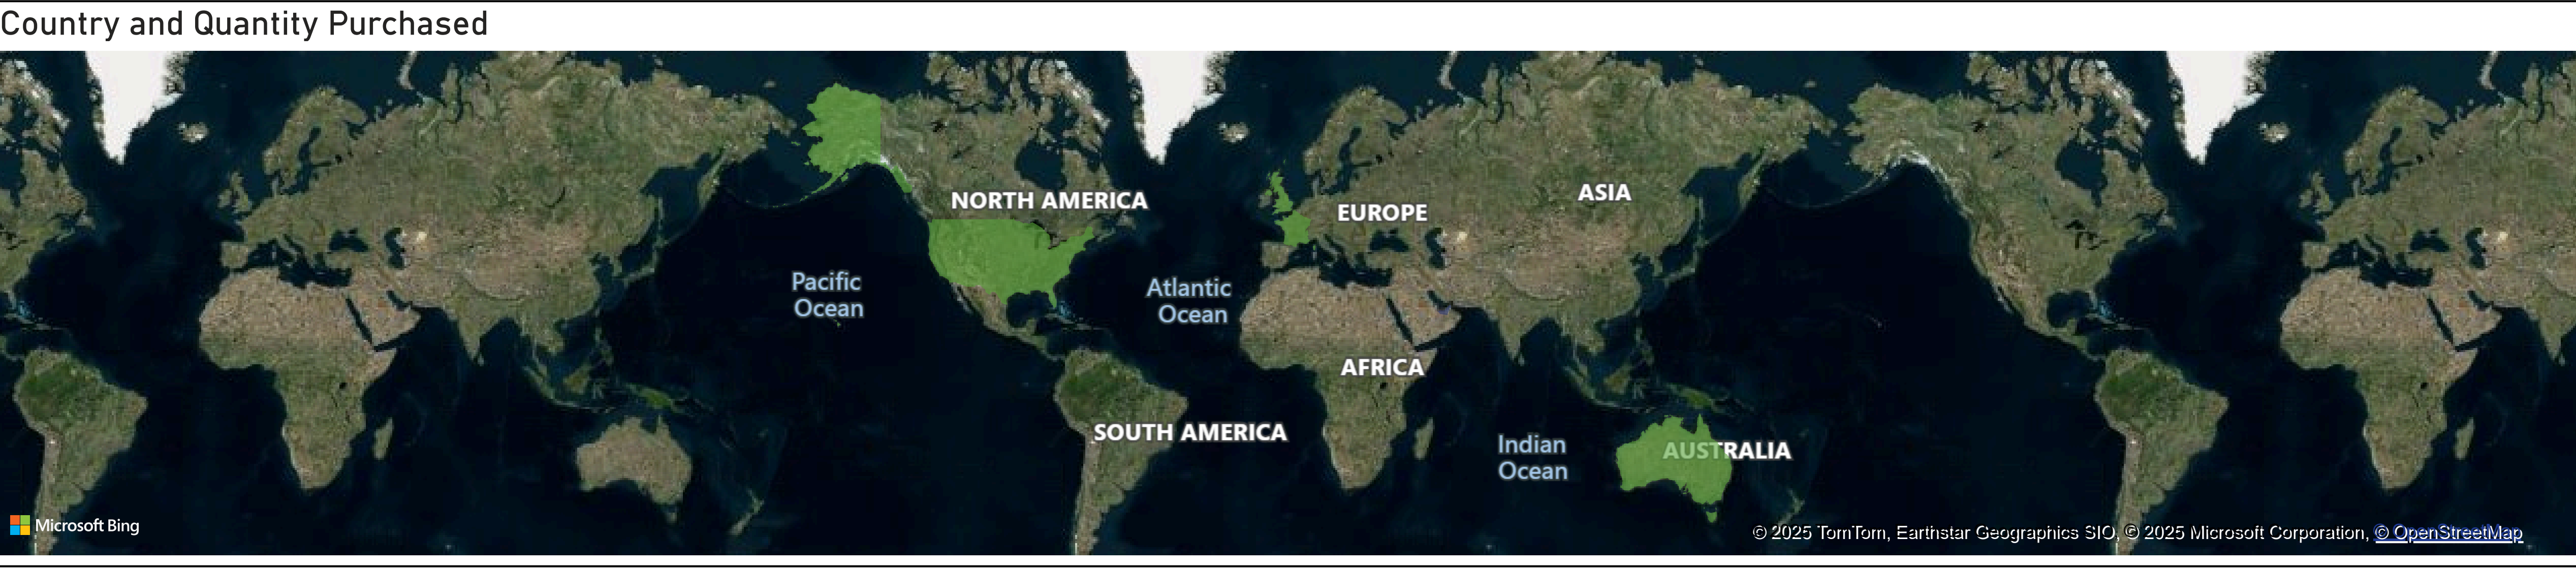 Country and Quantity Purchased
NORTH AMERICA
EUROPE
ASIA
Pacific
Ocean
Atlantic
Ocean
AFRICA
SOUTH AMERICA
Indian
Ocean
AUSTRALIA
Microsoft Bing
© 2025 TomTom, Earthstar Geographics SIO, © 2025 Microsoft Corporation, © OpenStreetMap